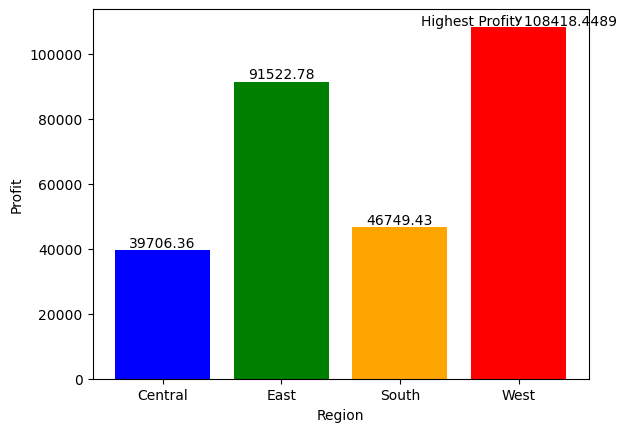 Highest Profit: 108418.4489
100000
91522.78
80000
60000
46749.43
40000
39706.36
20000
0
Profit
Central East South West
Region